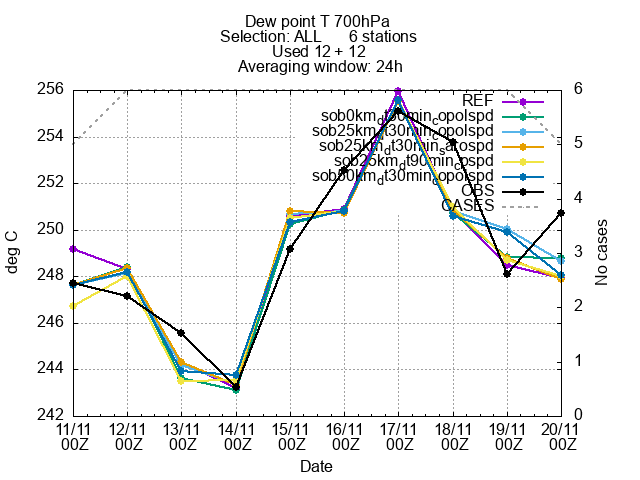 Dew point T 700hPa
Selection: ALL 6 stations
Used 12 + 12
Averaging window: 24h
256
254
252
250
248
246
244
242
deg C
6
5
4
3
2
1
0
No cases
REF
OBS
CASES
11/11 12/11 13/11 14/11 15/11 16/11 17/11 18/11 19/11 20/11
00Z 00Z 00Z 00Z 00Z 00Z 00Z 00Z 00Z 00Z
Date